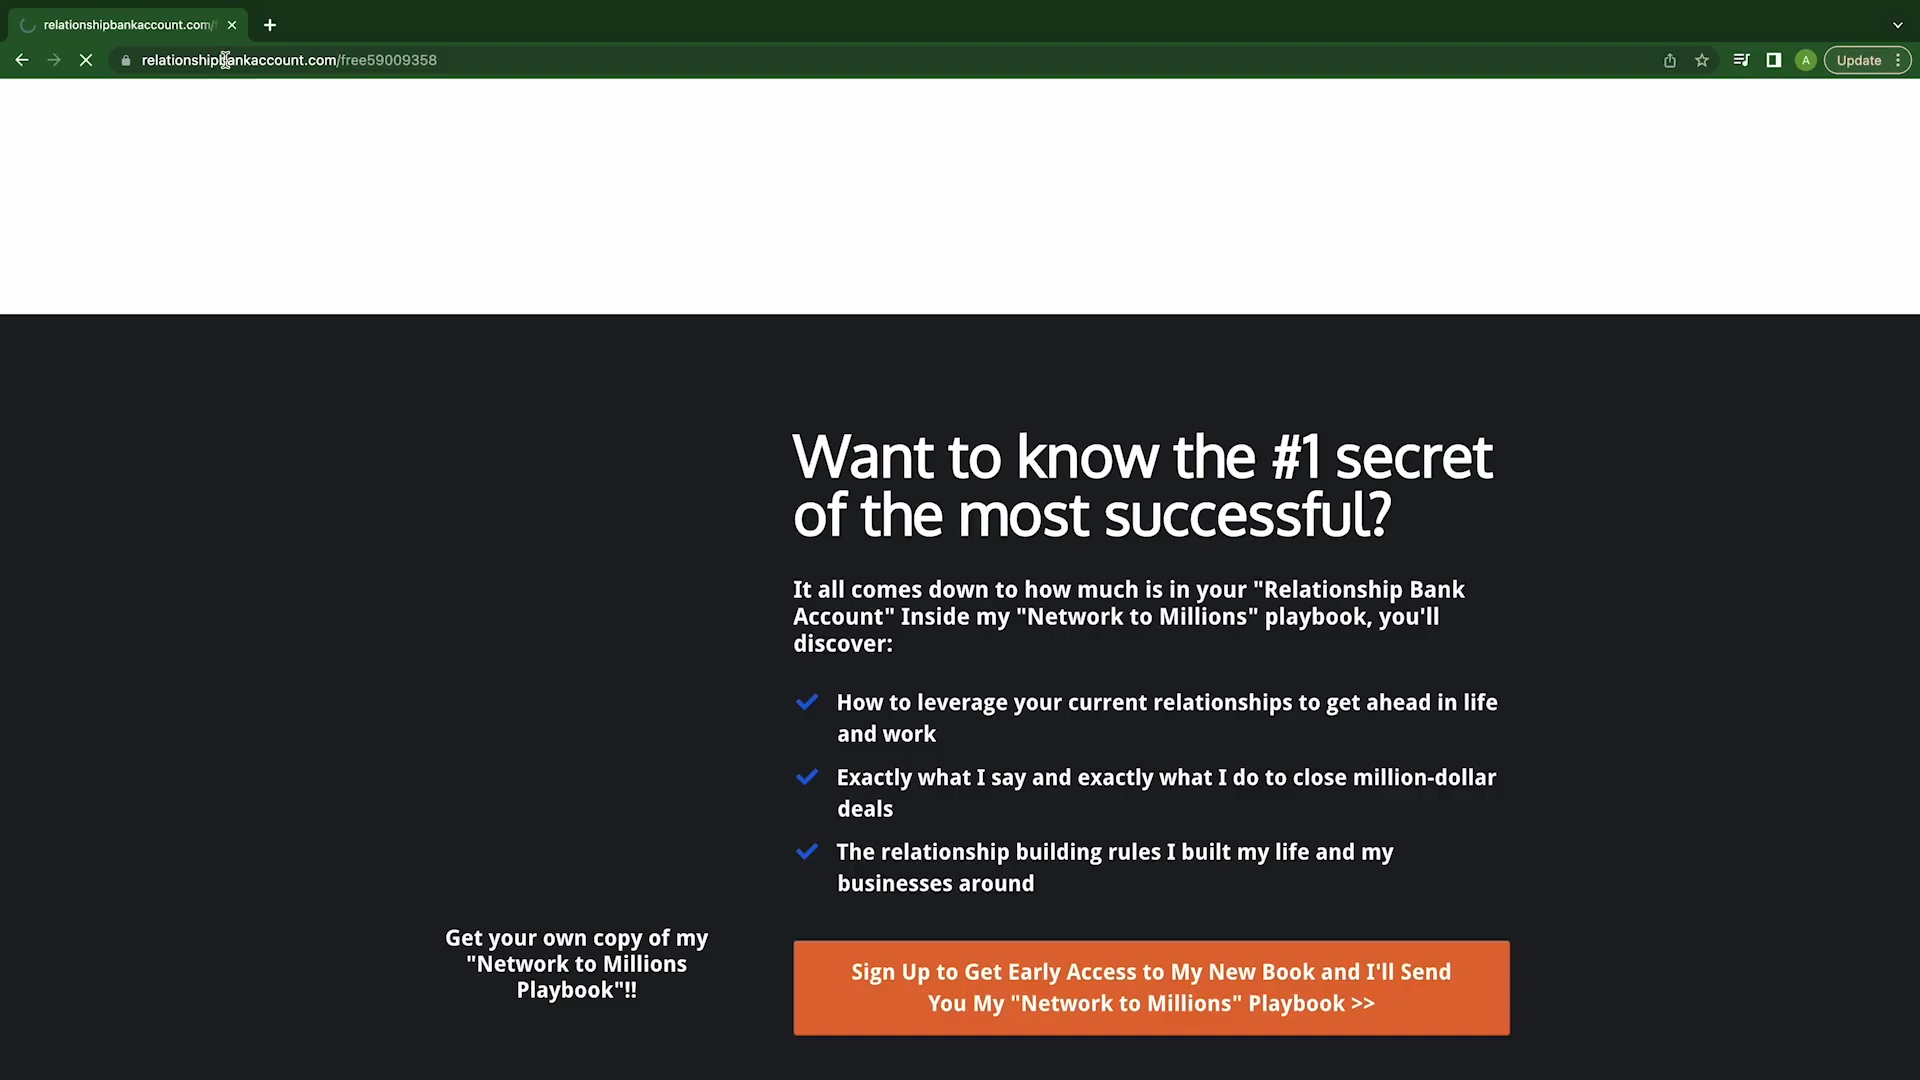 relationshipbankaccount.com/
relationshipbankaccount.com/free59009358
A
Update
Want to know the #1 secret
of the most successful?
It all comes down to how much is in your "Relationship Bank
Account" Inside my "Network to Millions" playbook, you'll
discover:
How to leverage your current relationships to get ahead in life
and work
Exactly what I say and exactly what I do to close million-dollar
deals
The relationship building rules I built my life and my
businesses around
Get your own copy of my
"Network to Millions
Playbook"!!
Sign Up to Get Early Access to My New Book and I'll Send
You My "Network to Millions" Playbook >>